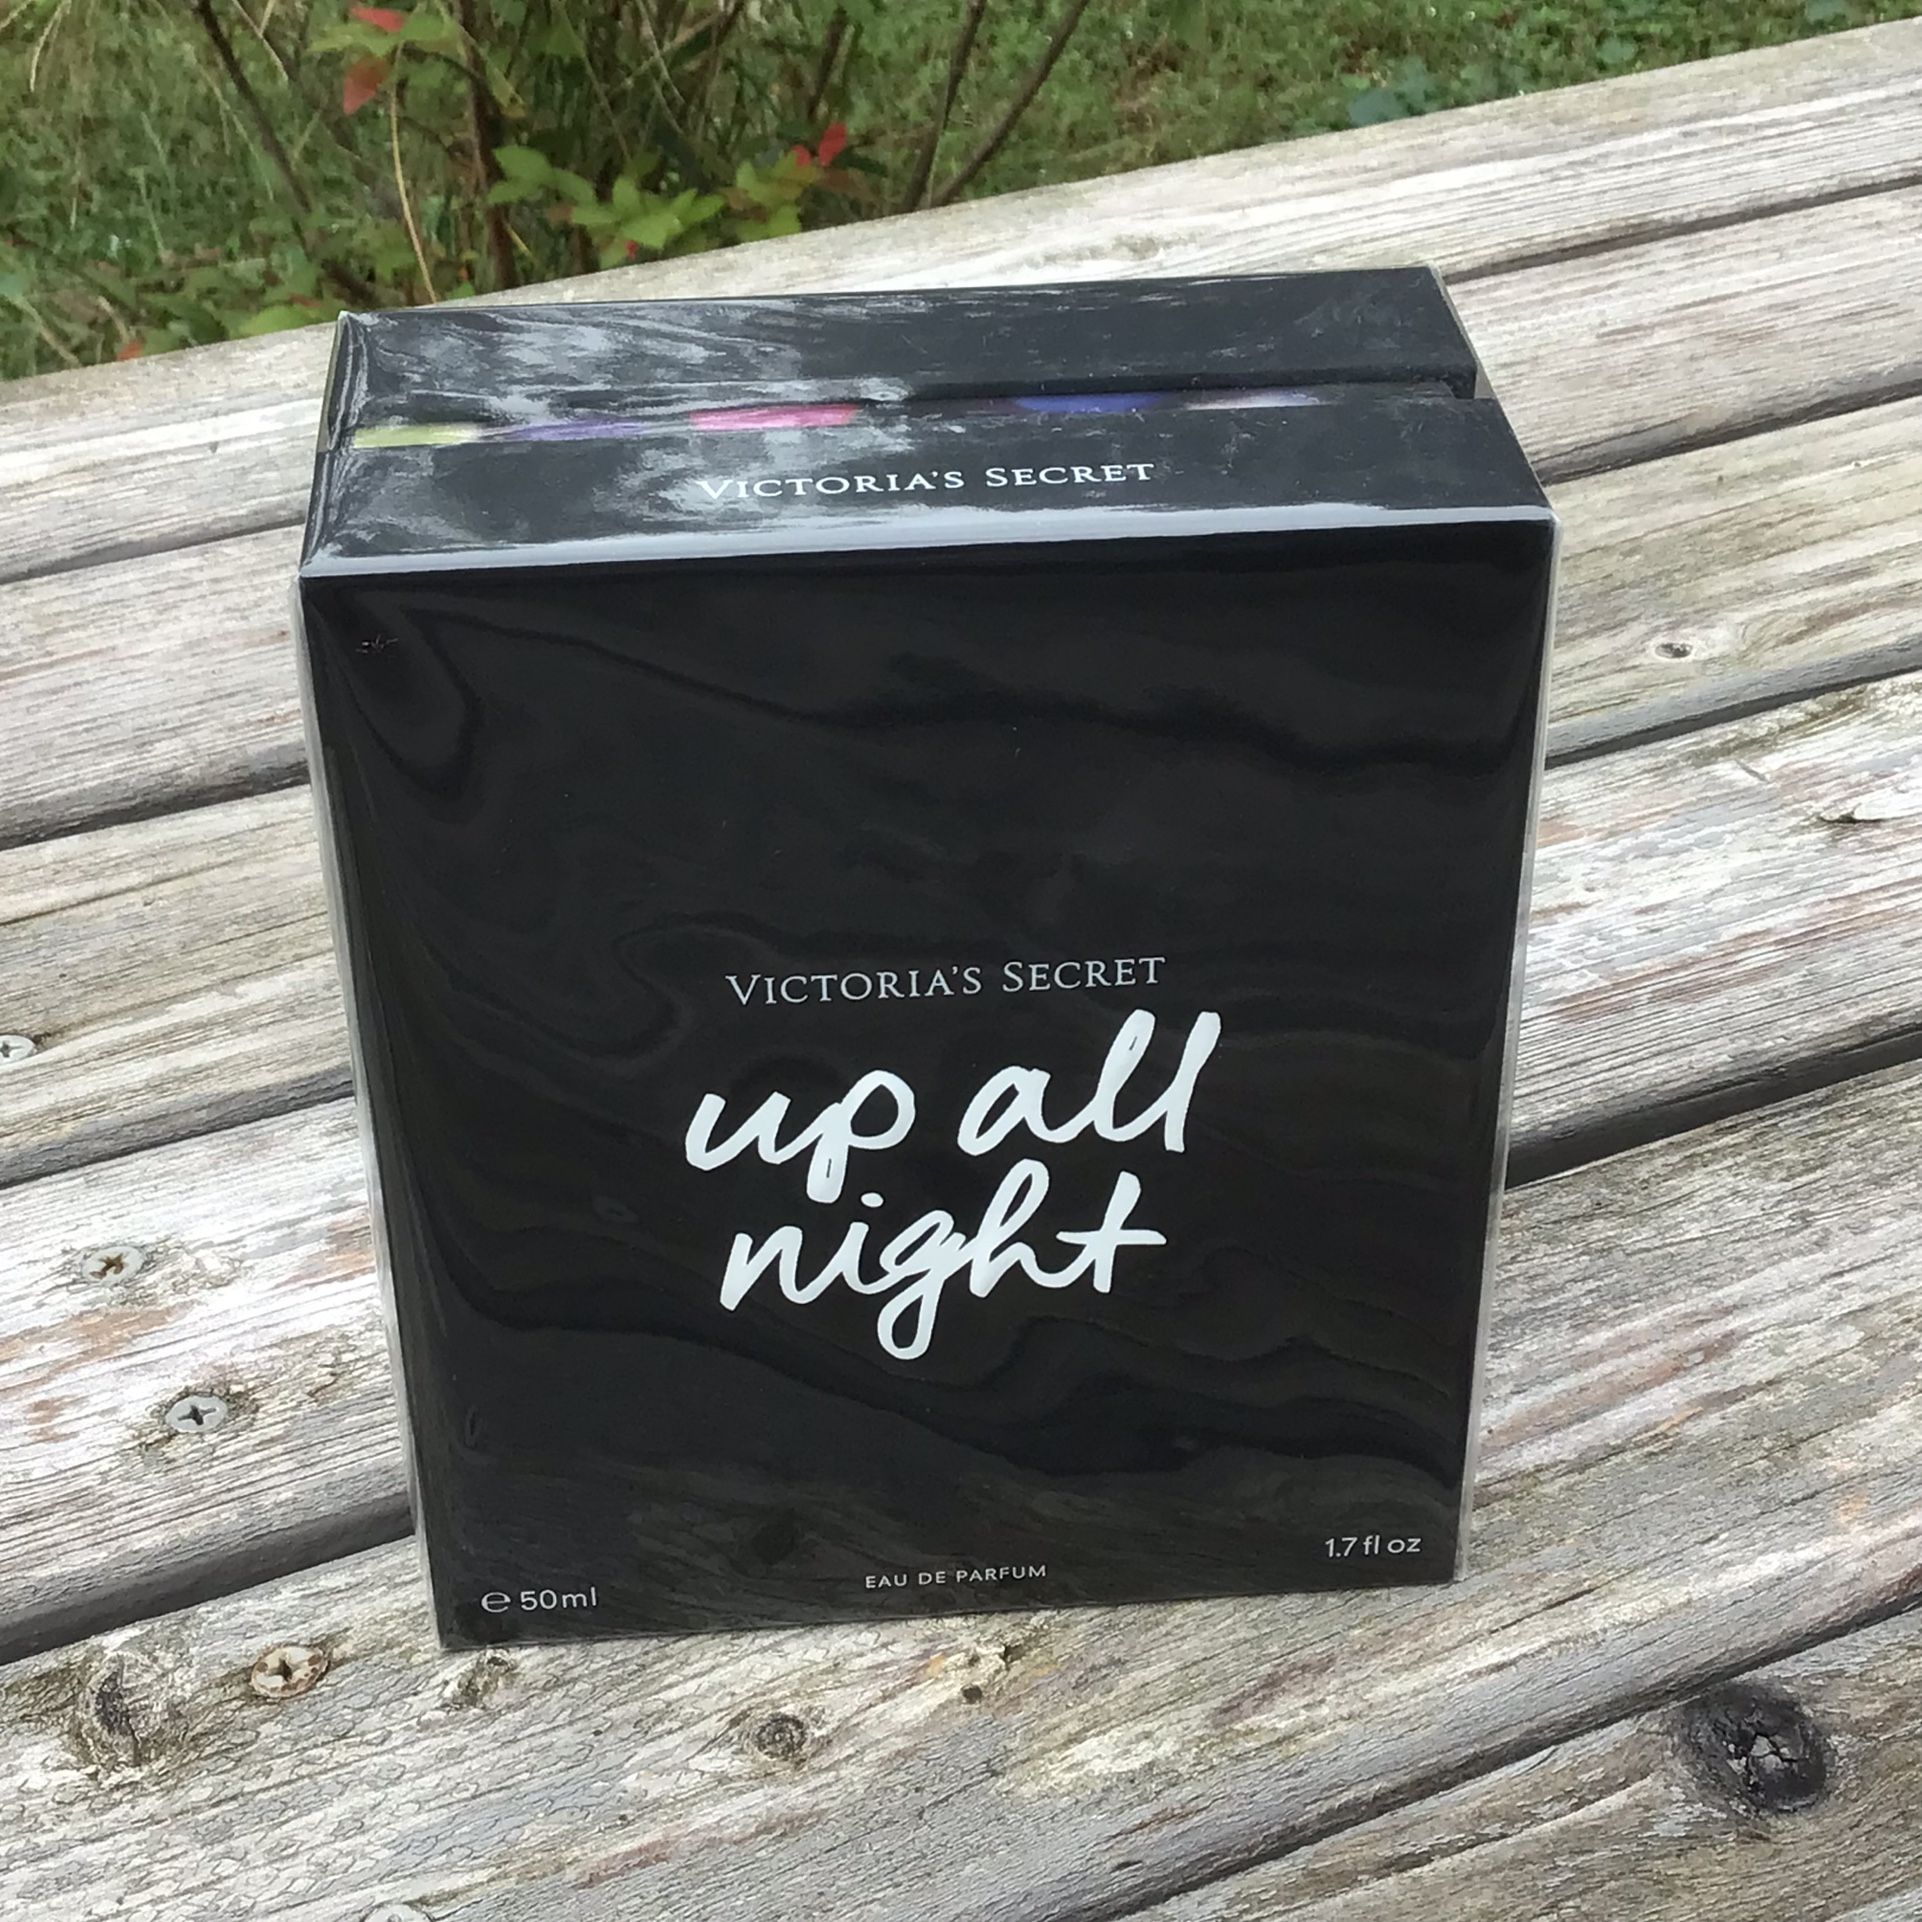 VICTORIA'S SECRET
VICTORIA'S SECRET
up all
night
EAU DE PARFUM
℮ 50ml
1.7 fl oz